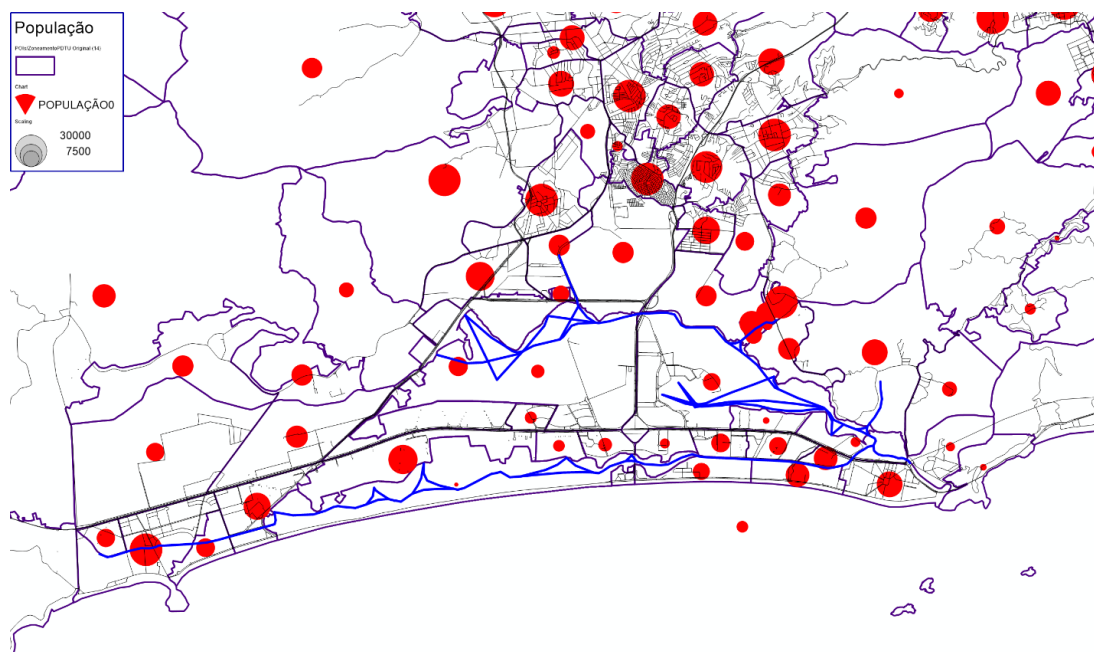 População
POIs/ZoneamentoPDTU Original (14)
Chart
POPULAÇÃO0
Scaling
30000
7500